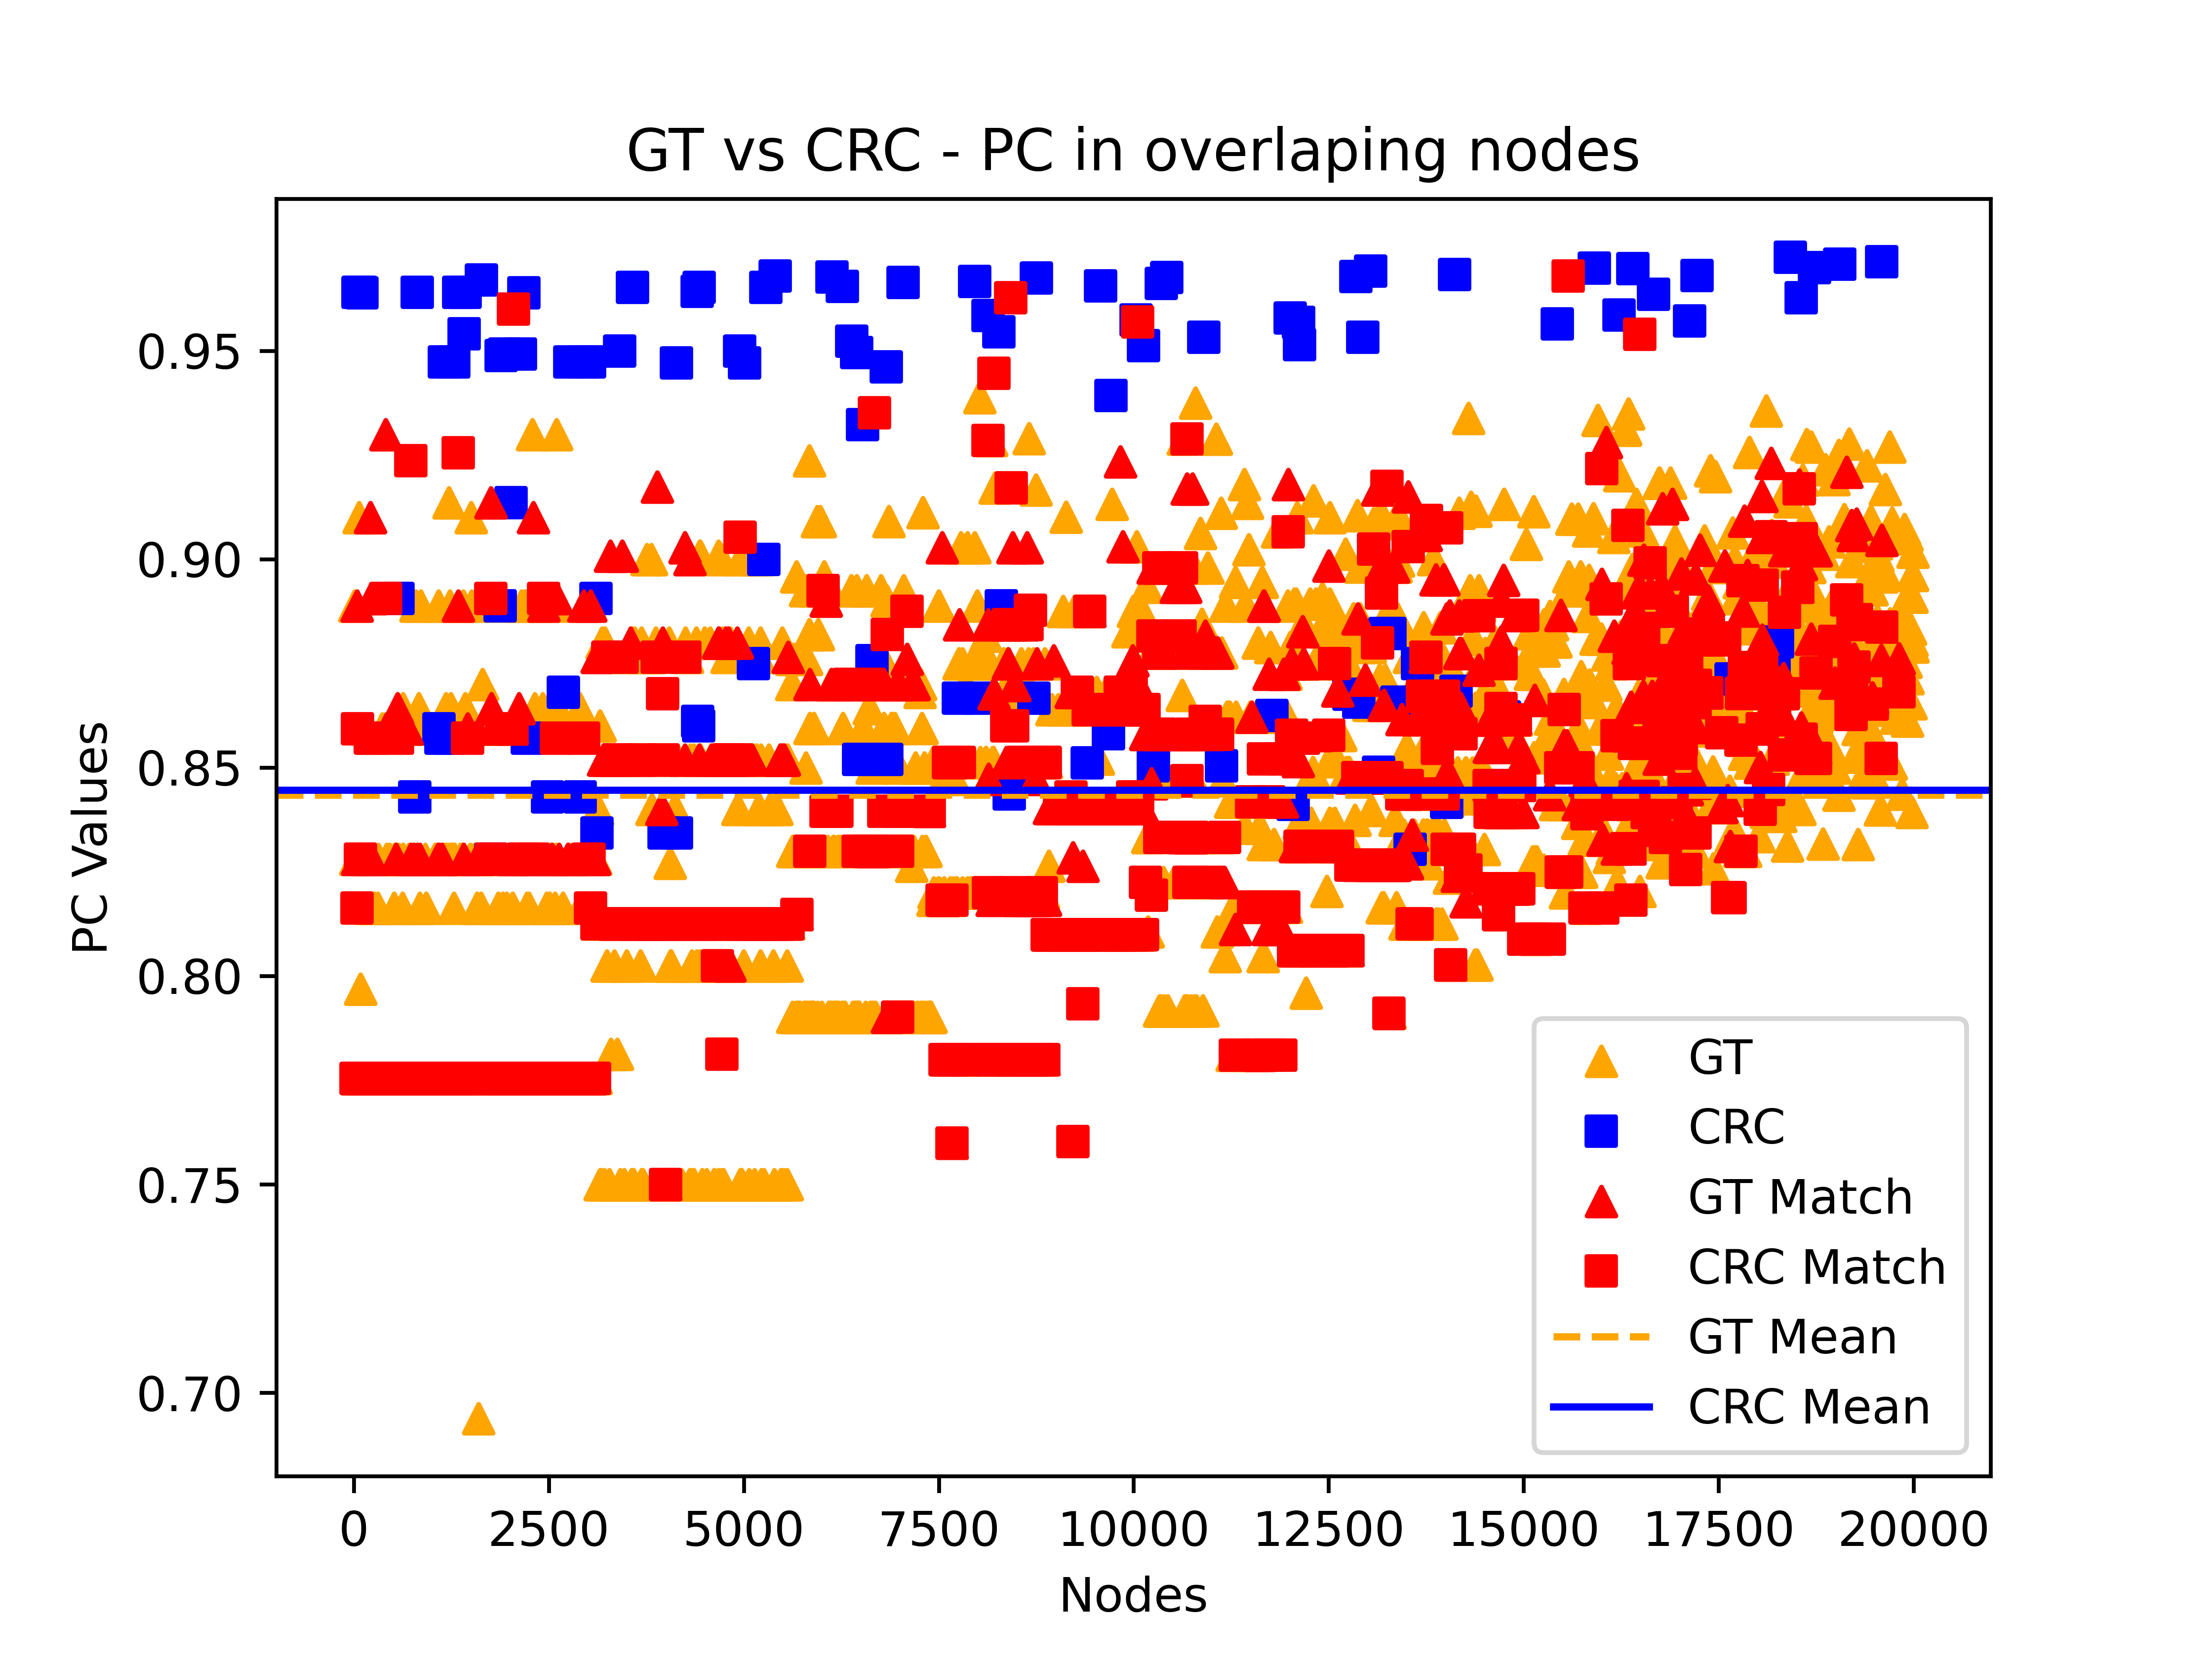 GT vs CRC - PC in overlaping nodes
PC Values
0.95
0.90
0.85
0.80
0.75
0.70
0 2500 5000 7500 10000 12500 15000 17500 20000
Nodes
GT
CRC
GT Match
CRC Match
GT Mean
CRC Mean